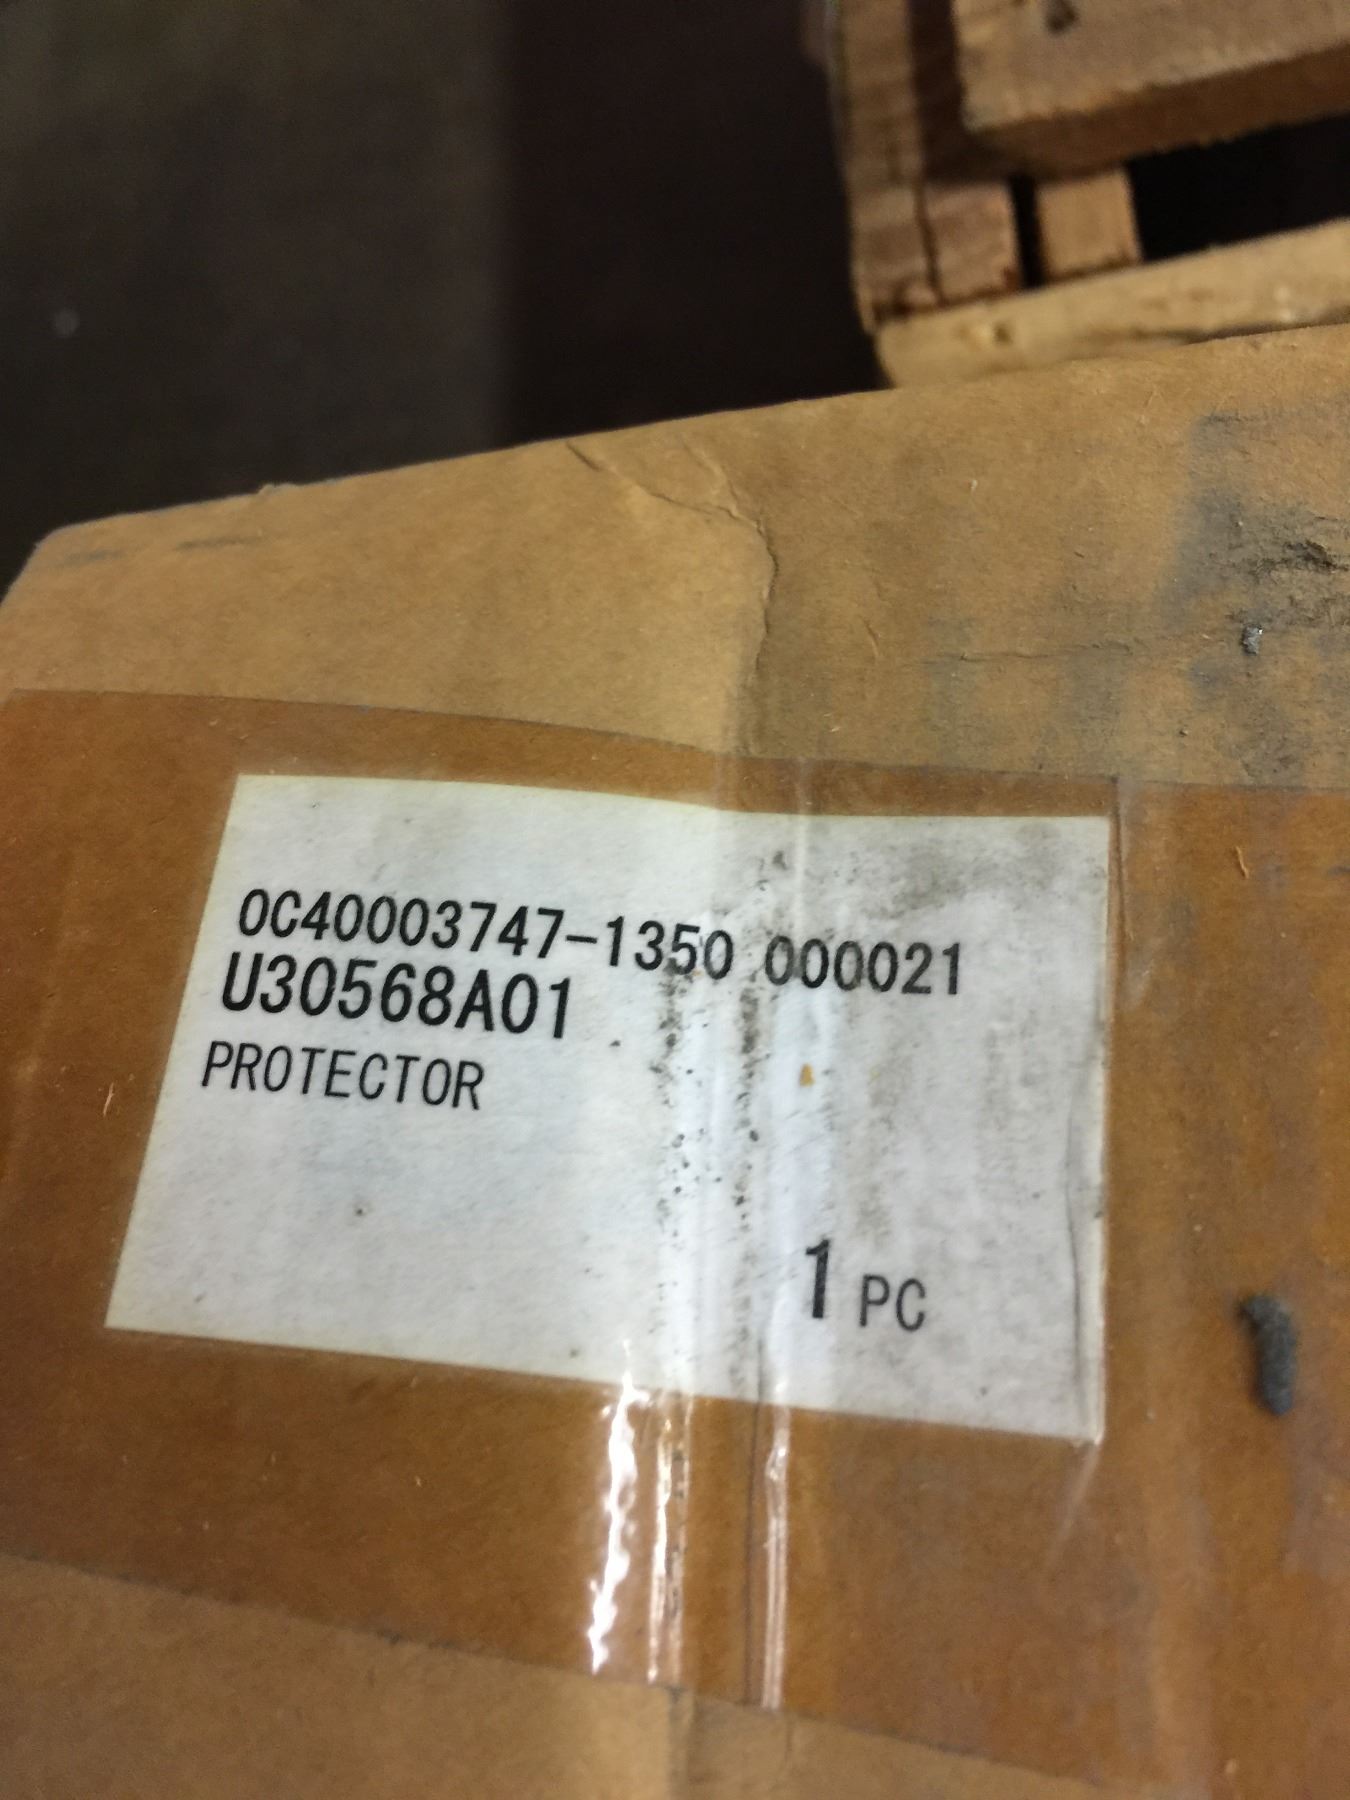 0C40003747-1350 000021
U30568A01
PROTECTOR
1 PC